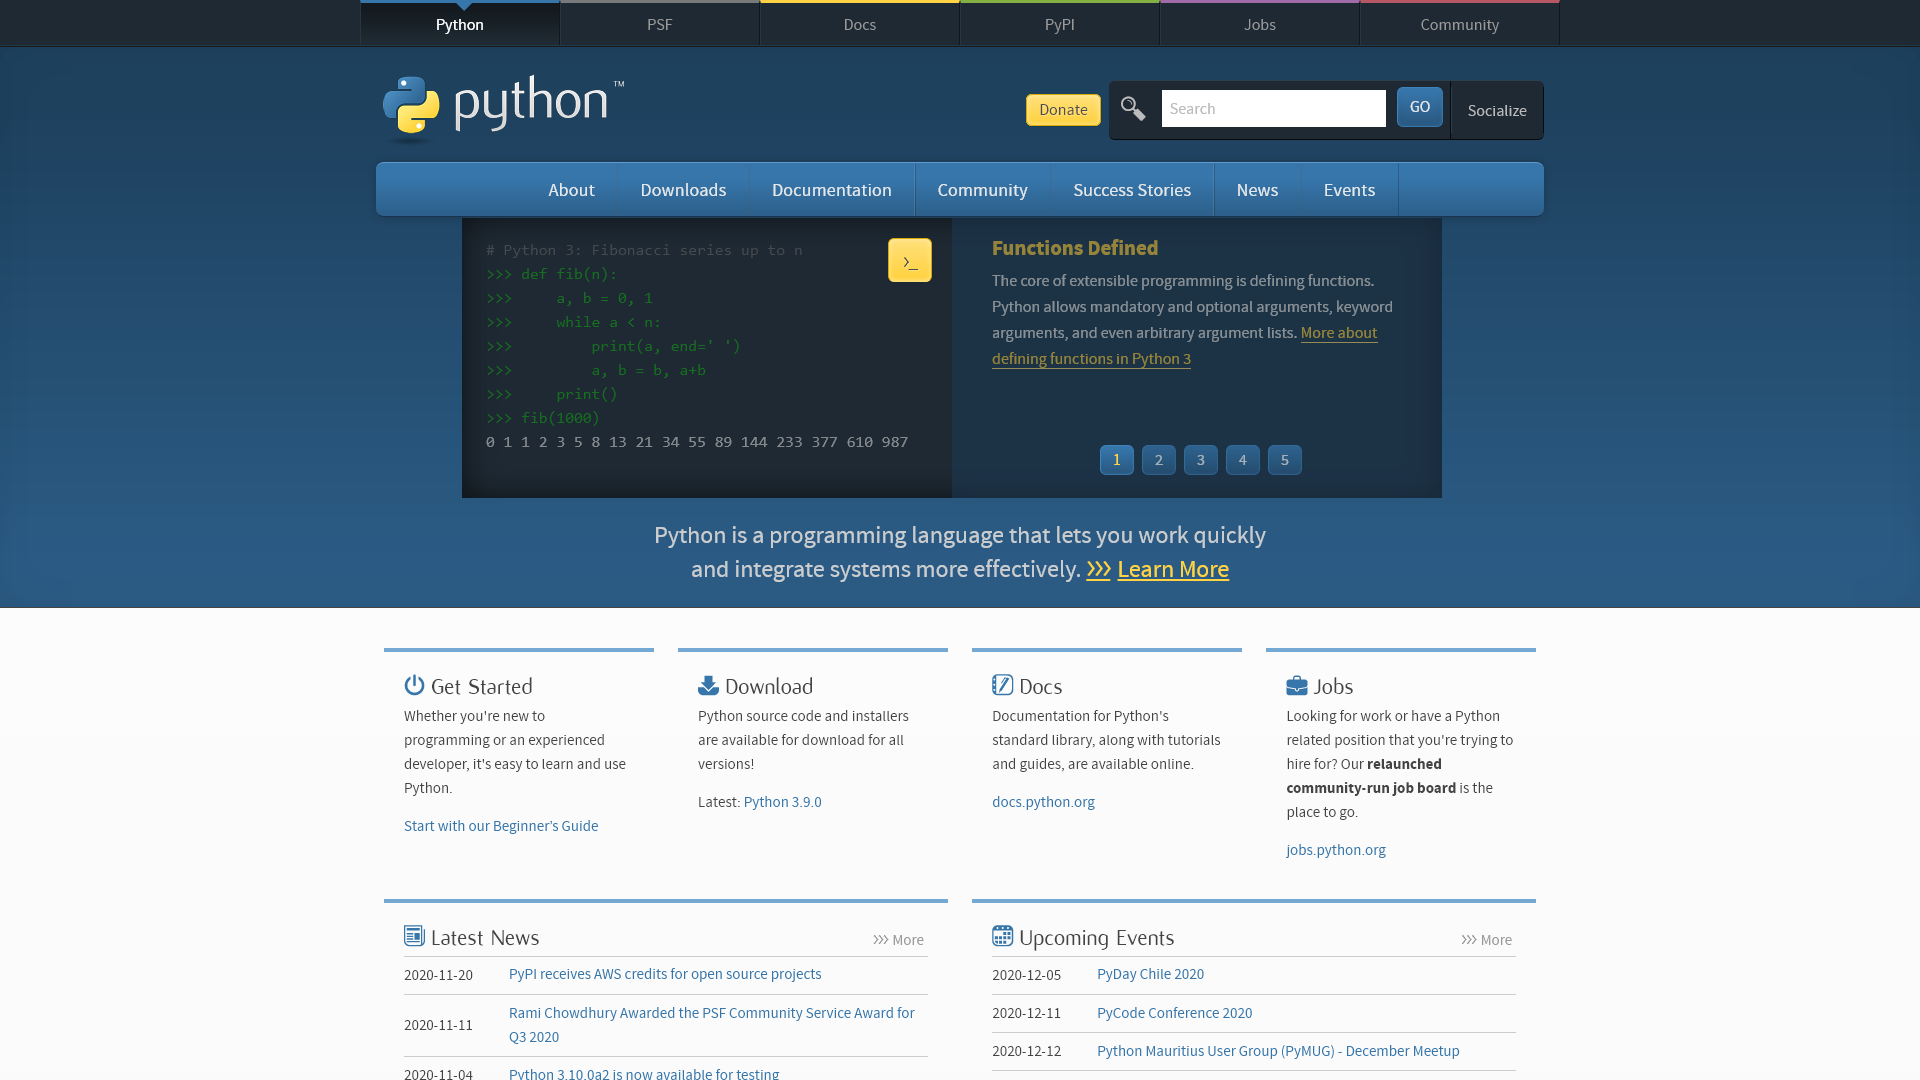 Python
PSF
Docs
PyPI
Jobs
Community
python™
Donate
Search
GO
Socialize
About
Downloads
Documentation
Community
Success Stories
News
Events
# Python 3: Fibonacci series up to n
>>> def fib(n):
>>>     a, b = 0, 1
>>>     while a < n:
>>>         print(a, end=' ')
>>>         a, b = b, a+b
>>>     print()
>>> fib(1000)
0 1 1 2 3 5 8 13 21 34 55 89 144 233 377 610 987
>_
Functions Defined
The core of extensible programming is defining functions.
Python allows mandatory and optional arguments, keyword
arguments, and even arbitrary argument lists. More about
defining functions in Python 3
1
2
3
4
5
Python is a programming language that lets you work quickly
and integrate systems more effectively. >>> Learn More
Get Started
Whether you're new to
programming or an experienced
developer, it's easy to learn and use
Python.
Start with our Beginner’s Guide
Download
Python source code and installers
are available for download for all
versions!
Latest: Python 3.9.0
Docs
Documentation for Python's
standard library, along with tutorials
and guides, are available online.
docs.python.org
Jobs
Looking for work or have a Python
related position that you're trying to
hire for? Our relaunched
community-run job board is the
place to go.
jobs.python.org
Latest News
>>> More
2020-11-20 PyPI receives AWS credits for open source projects
2020-11-11 Rami Chowdhury Awarded the PSF Community Service Award for
Q3 2020
2020-11-04 Python 3.10.0a2 is now available for testing
Upcoming Events
>>> More
2020-12-05 PyDay Chile 2020
2020-12-11 PyCode Conference 2020
2020-12-12 Python Mauritius User Group (PyMUG) - December Meetup